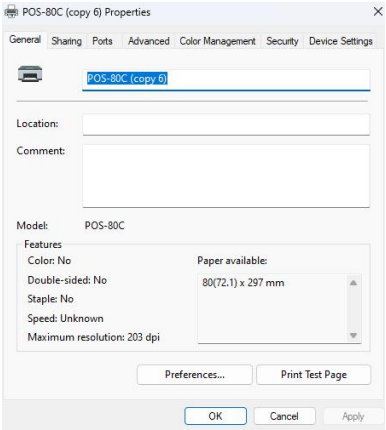 POS-80C (copy 6) Properties
General Sharing Ports Advanced Color Management Security Device Settings
POS-80C (copy 6)
Location:
Comment:
Model: POS-80C
Features
Color: No
Paper available:
Double-sided: No
80(72.1) x 297 mm
Staple: No
Speed: Unknown
Maximum resolution: 203 dpi
Preferences... Print Test Page
OK Cancel Apply